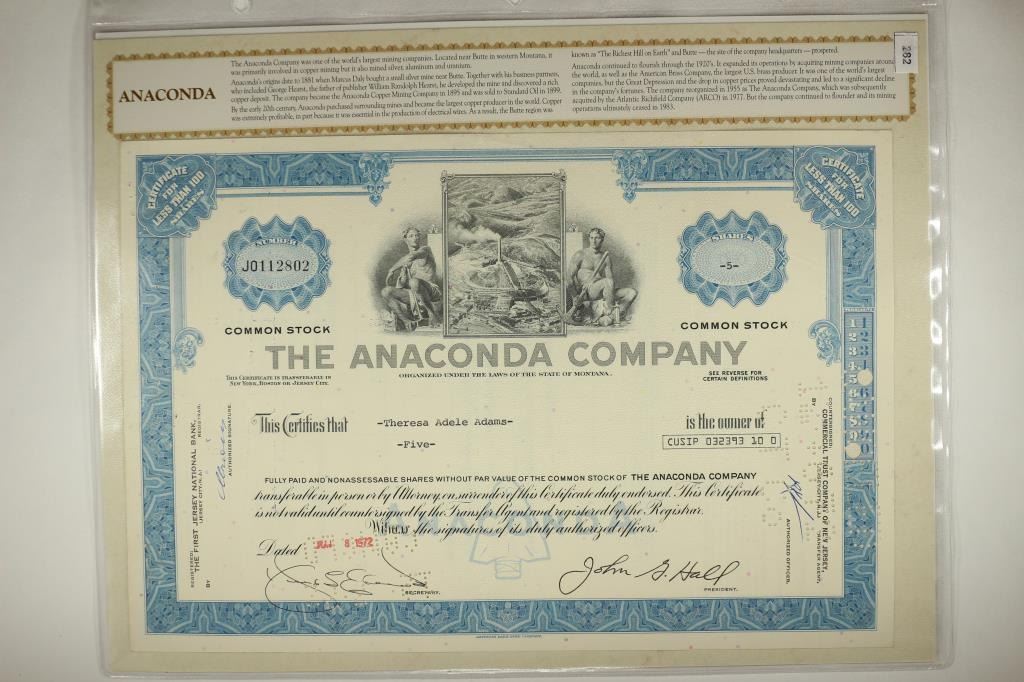 ANACONDA
The Anaconda Company was one of the world's largest mining companies. Located near Butte in western Montana, it
was primarily involved in copper mining but it also mined silver, aluminum and uranium.
Anaconda's origins date to 1881 when Marcus Daly bought a small silver mine near Butte. Together with his business partners,
who included George Hearst, the father of publisher William Randolph Hearst, he developed the mine and discovered a rich
copper deposit. The company became the Anaconda Copper Mining Company in 1895 and was sold to Standard Oil in 1899.
By the early 20th century, Anaconda purchased surrounding mines and became the largest copper producer in the world. Copper
was extremely profitable, in part because it was essential in the production of electrical wires. As a result, the Butte region was
known as "The Richest Hill on Earth" and Butte — the site of the company headquarters — prospered.
Anaconda continued to flourish through the 1920's. It expanded its operations by acquiring mining companies around
the world, as well as the American Brass Company, the largest U.S. brass producer. It was one of the world's largest
companies, but the Great Depression and the drop in copper prices proved devastating and led to a significant decline
in the company's fortunes. The company reorganized in 1955 as The Anaconda Company, which was subsequently
acquired by the Atlantic Richfield Company (ARCO) in 1977. But the company continued to flounder and its mining
operations ultimately ceased in 1983.
282
CERTIFICATE
FOR
LESS THAN 100
SHARES
CERTIFICATE
FOR
LESS THAN 100
SHARES
NUMBER
J0112802
SHARES
-5-
COMMON STOCK
COMMON STOCK
THE ANACONDA COMPANY
ORGANIZED UNDER THE LAWS OF THE STATE OF MONTANA.
THIS CERTIFICATE IS TRANSFERABLE IN
NEW YORK, BOSTON OR JERSEY CITY.
SEE REVERSE FOR
CERTAIN DEFINITIONS
This Certifies that
-Theresa Adele Adams-
is the owner of
-Five-
CUSIP 032393 10 0
FULLY PAID AND NONASSESSABLE SHARES WITHOUT PAR VALUE OF THE COMMON STOCK OF THE ANACONDA COMPANY
transferable in person or by Attorney, on surrender of this Certificate duly endorsed. This Certificate
is not valid until countersigned by the Transfer Agent and registered by the Registrar.
Witness the signatures of its duly authorized officers.
ANACONDA
Dated
8 1972
SECRETARY.
John G. Hall
PRESIDENT.
REGISTERED:
THE FIRST JERSEY NATIONAL BANK,
(JERSEY CITY, N.J.)
REGISTRAR.
BY
AUTHORIZED SIGNATURE.
COUNTERSIGNED:
COMMERCIAL TRUST COMPANY OF NEW JERSEY,
TRANSFER AGENT,
BY
AUTHORIZED OFFICER.
AMERICAN BANK NOTE COMPANY.